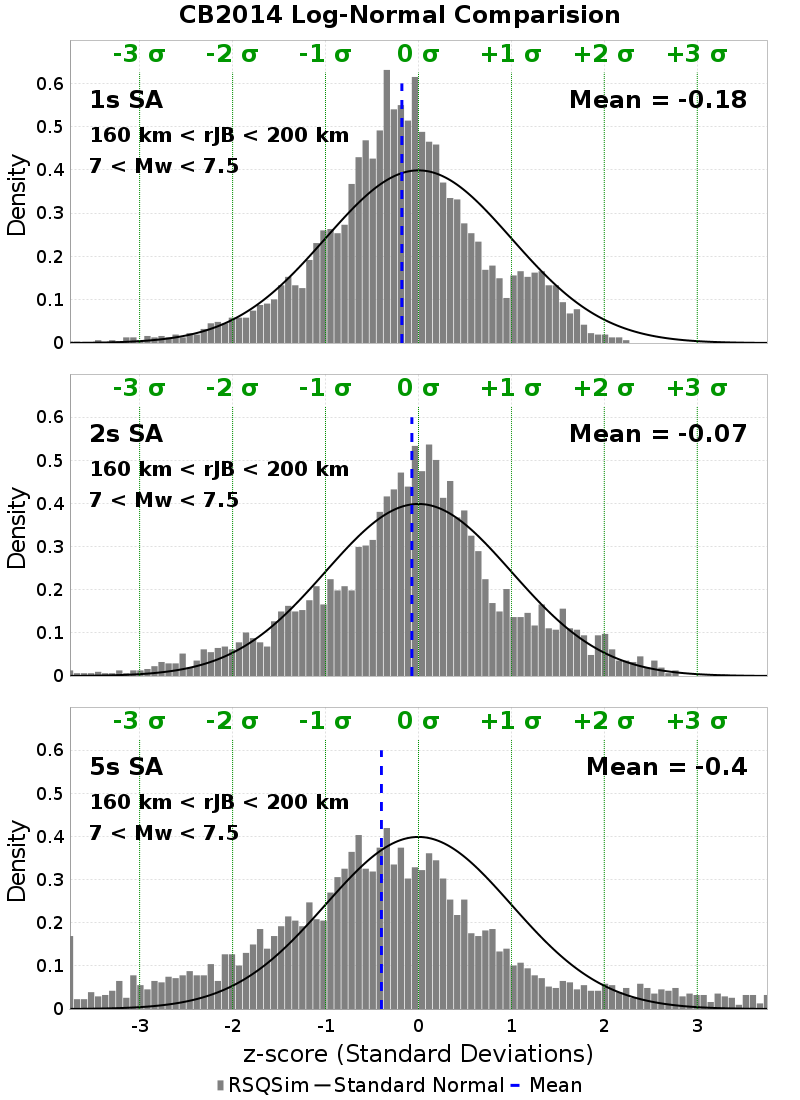 CB2014 Log-Normal Comparision
-3 σ -2 σ -1 σ 0 σ +1 σ +2 σ +3 σ
1s SA
Mean = -0.18
160 km < rJB < 200 km
7 < Mw < 7.5
0.6
0.5
0.4
0.3
0.2
0.1
0
Density
-3 σ -2 σ -1 σ 0 σ +1 σ +2 σ +3 σ
2s SA
Mean = -0.07
160 km < rJB < 200 km
7 < Mw < 7.5
0.6
0.5
0.4
0.3
0.2
0.1
0
Density
-3 σ -2 σ -1 σ 0 σ +1 σ +2 σ +3 σ
5s SA
Mean = -0.4
160 km < rJB < 200 km
7 < Mw < 7.5
0.6
0.5
0.4
0.3
0.2
0.1
0
Density
-3 -2 -1 0 1 2 3
z-score (Standard Deviations)
RSQSim Standard Normal Mean